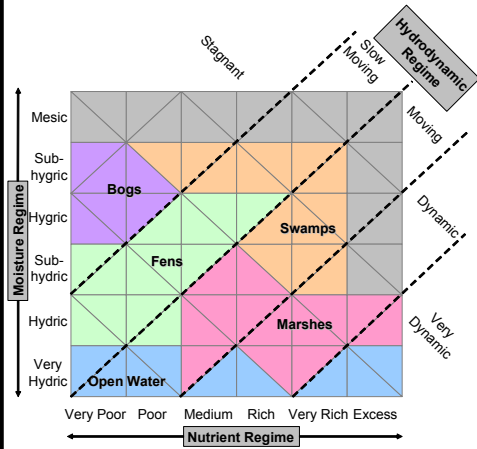 Stagnant
Slow
Moving
Hydrodynamic
Regime
Moving
Dynamic
Very
Dynamic
Moisture Regime
Mesic
Sub-
hygric
Hygric
Sub-
hydric
Hydric
Very
Hydric
Bogs
Swamps
Fens
Marshes
Open Water
Very Poor Poor Medium Rich Very Rich Excess
Nutrient Regime